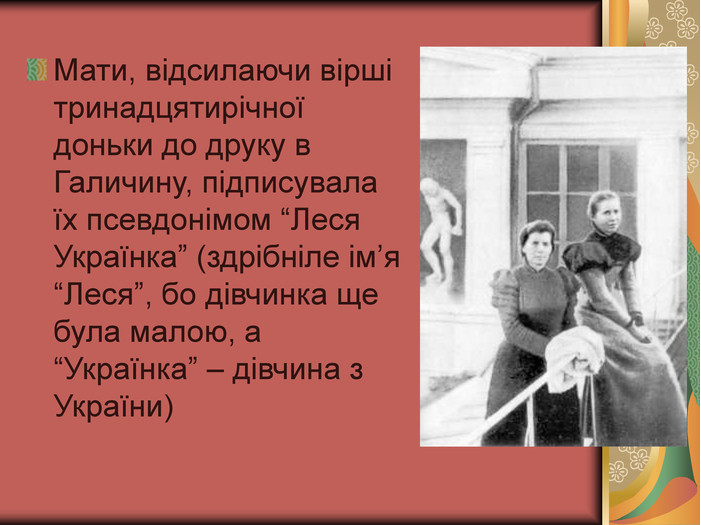 Мати, відсилаючи вірші
тринадцятирічної
доньки до друку в
Галичину, підписувала
їх псевдонімом “Леся
Українка” (здрібніле ім’я
“Леся”, бо дівчинка ще
була малою, а
“Українка” – дівчина з
України)